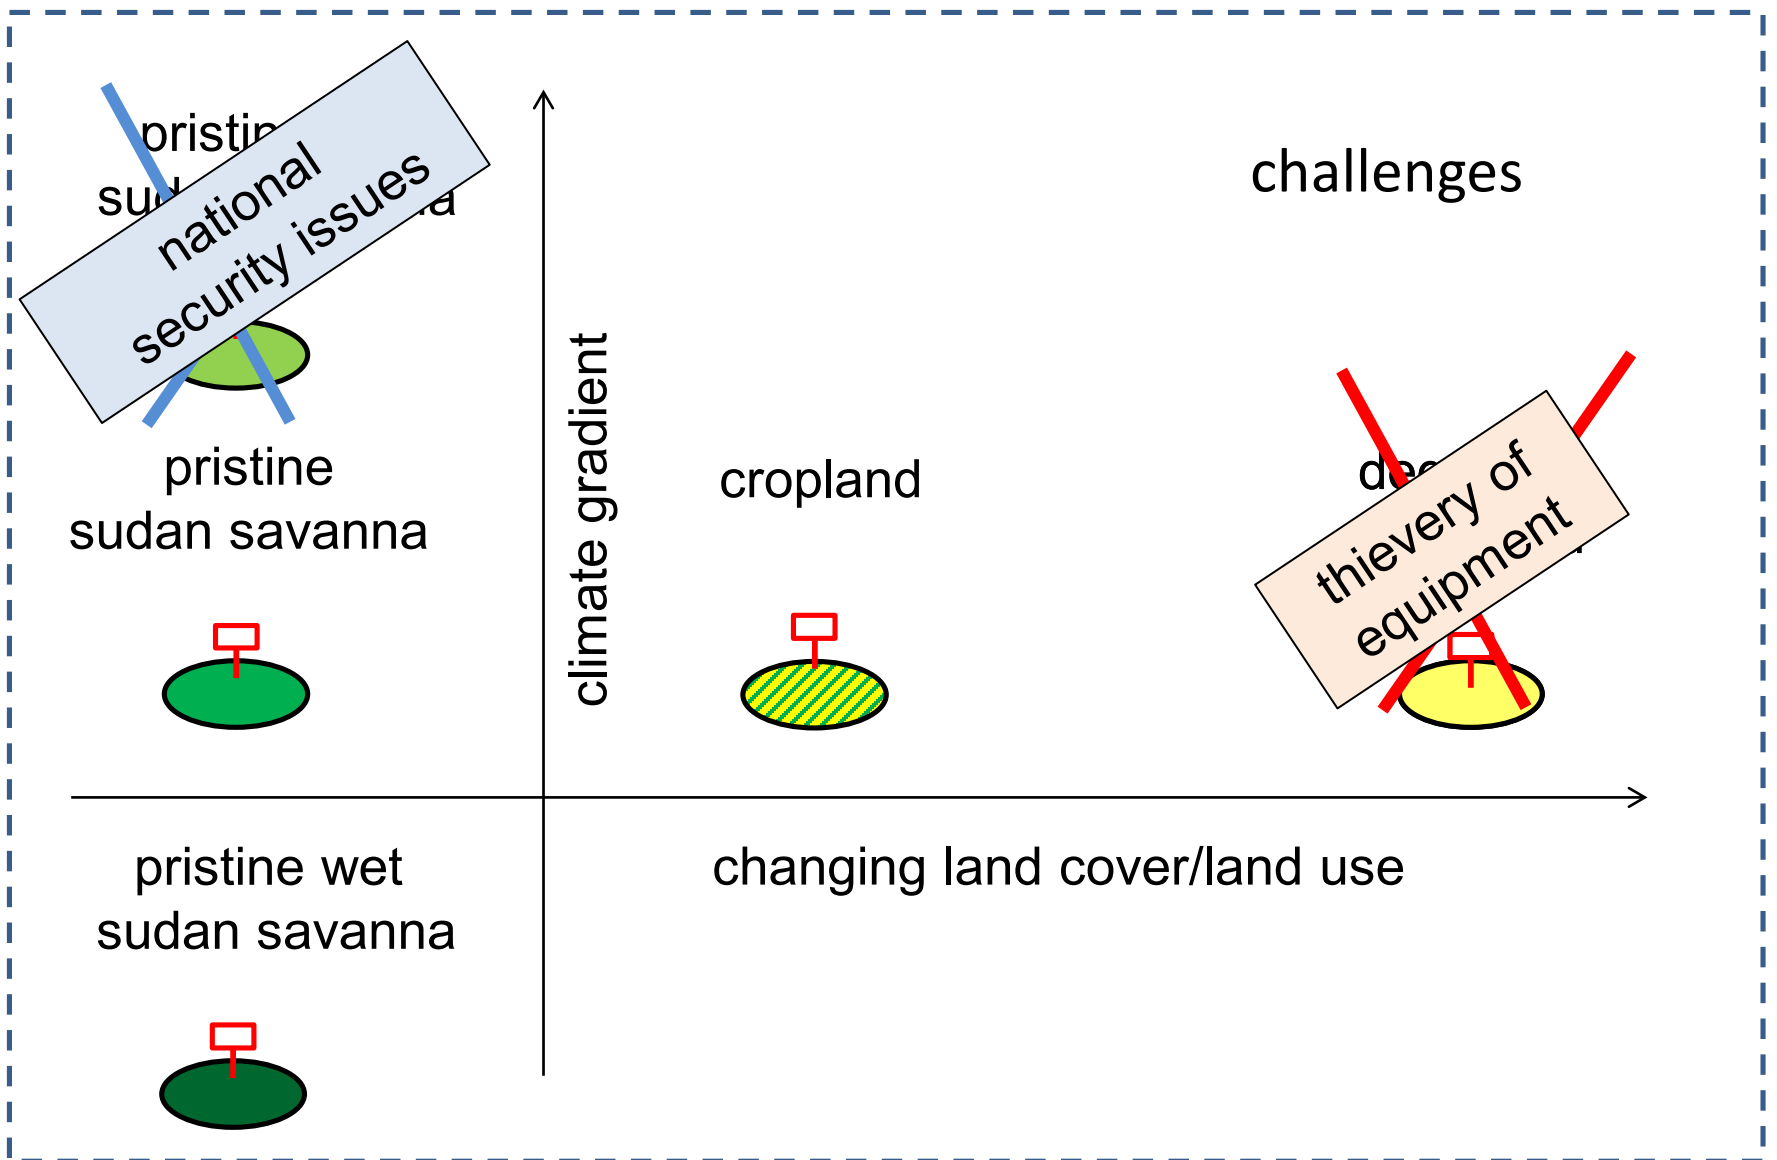 challenges
national
security issues
pristine
sudan savanna
climate gradient
cropland
thievery of
equipment
pristine wet
sudan savanna
changing land cover/land use